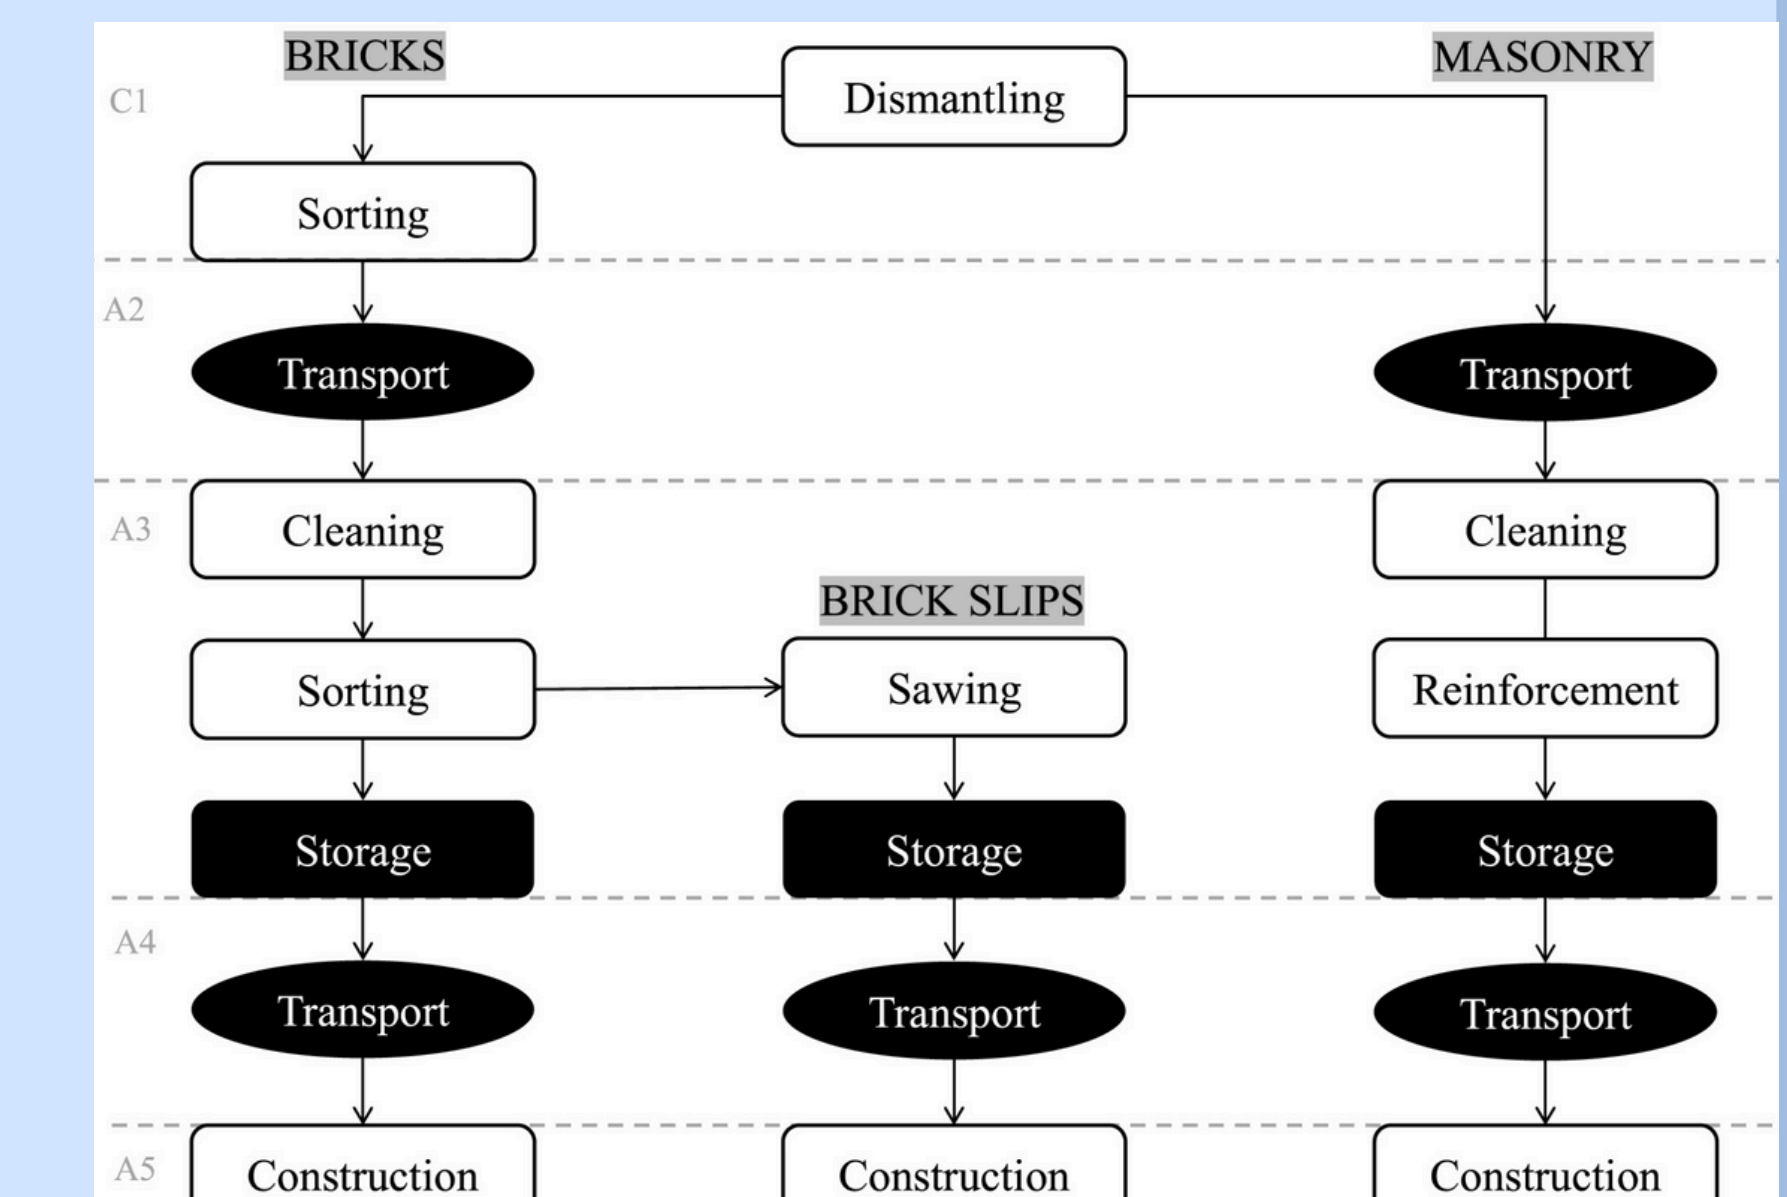 BRICKS
MASONRY
C1
Dismantling
Sorting
A2
Transport
Transport
A3
Cleaning
Cleaning
BRICK SLIPS
Sorting
Sawing
Reinforcement
Storage
Storage
Storage
A4
Transport
Transport
Transport
A5
Construction
Construction
Construction